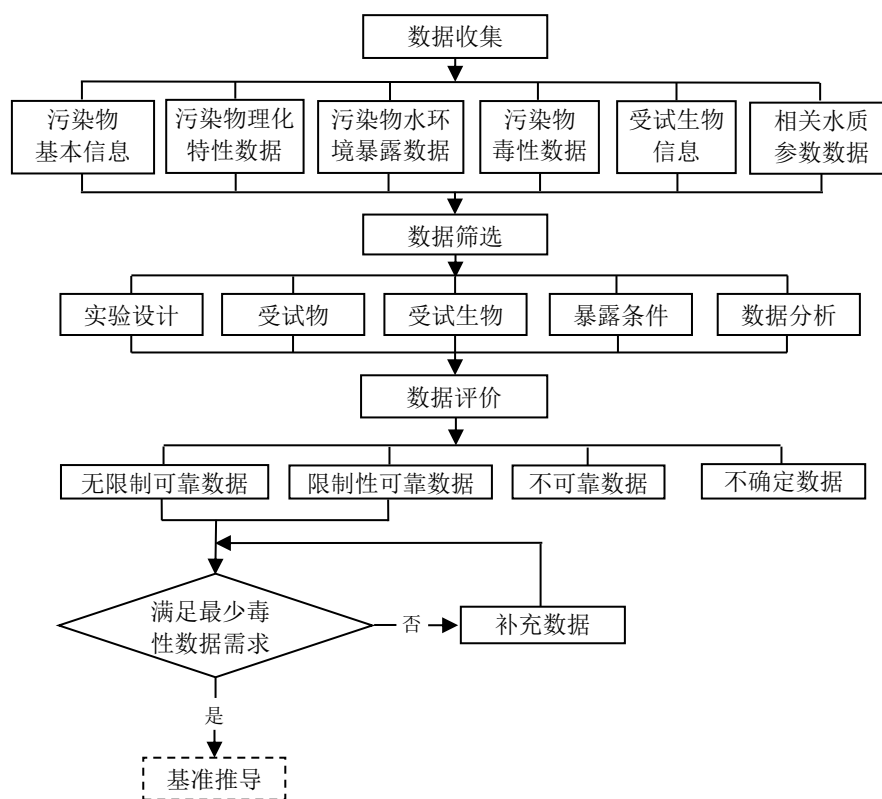 数据收集
污染物
基本信息
污染物理化
特性数据
污染物水环
境暴露数据
污染物
毒性数据
受试生物
信息
相关水质
参数数据
数据筛选
实验设计
受试物
受试生物
暴露条件
数据分析
数据评价
无限制可靠数据
限制性可靠数据
不可靠数据
不确定数据
满足最少毒
性数据需求
否
补充数据
是
基准推导